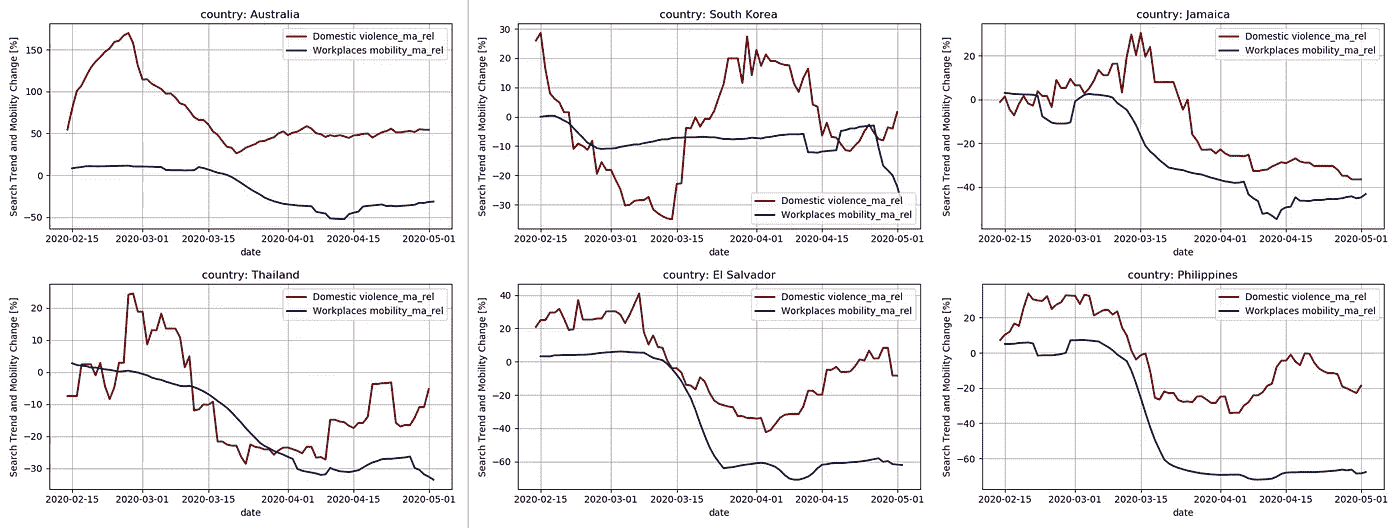 country: Australia
Search Trend and Mobility Change [%]
150
100
50
0
−50
Domestic violence_ma_rel
Workplaces mobility_ma_rel
2020-02-15 2020-03-01 2020-03-15 2020-04-01 2020-04-15 2020-05-01
date
country: South Korea
Search Trend and Mobility Change [%]
30
20
10
0
−10
−20
−30
Domestic violence_ma_rel
Workplaces mobility_ma_rel
2020-02-15 2020-03-01 2020-03-15 2020-04-01 2020-04-15 2020-05-01
date
country: Jamaica
Search Trend and Mobility Change [%]
20
0
−20
−40
Domestic violence_ma_rel
Workplaces mobility_ma_rel
2020-02-15 2020-03-01 2020-03-15 2020-04-01 2020-04-15 2020-05-01
date
country: Thailand
Search Trend and Mobility Change [%]
20
10
0
−10
−20
−30
Domestic violence_ma_rel
Workplaces mobility_ma_rel
2020-02-15 2020-03-01 2020-03-15 2020-04-01 2020-04-15 2020-05-01
date
country: El Salvador
Search Trend and Mobility Change [%]
40
20
0
−20
−40
−60
Domestic violence_ma_rel
Workplaces mobility_ma_rel
2020-02-15 2020-03-01 2020-03-15 2020-04-01 2020-04-15 2020-05-01
date
country: Philippines
Search Trend and Mobility Change [%]
20
0
−20
−40
−60
Domestic violence_ma_rel
Workplaces mobility_ma_rel
2020-02-15 2020-03-01 2020-03-15 2020-04-01 2020-04-15 2020-05-01
date